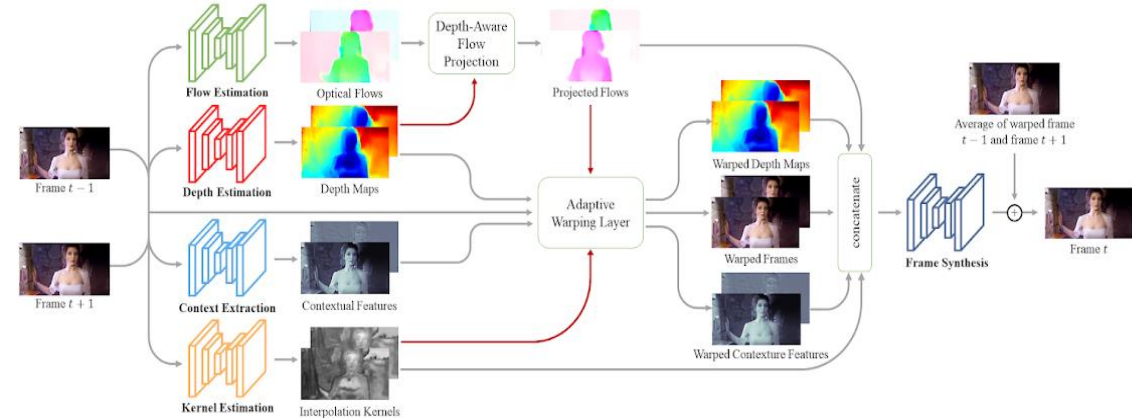 Depth-Aware
Flow
Projection
Flow Estimation
Optical Flows
Projected Flows
Average of warped frame
t − 1 and frame t + 1
Frame t − 1
Depth Estimation
Depth Maps
Warped Depth Maps
Adaptive
Warping Layer
concatenate
Warped Frames
Frame Synthesis
Frame t
Frame t + 1
Context Extraction
Contextual Features
Warped Contexture Features
Kernel Estimation
Interpolation Kernels